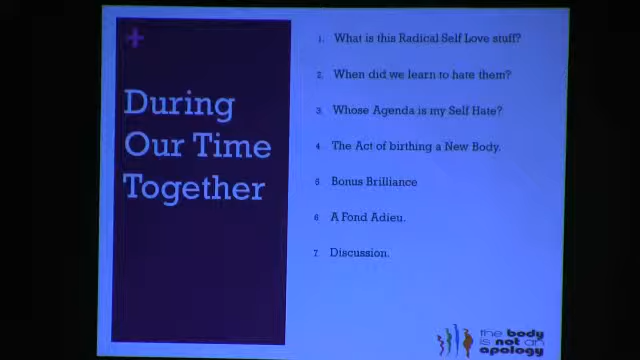 +
During
Our Time
Together
1. What is this Radical Self Love stuff?
2. When did we learn to hate them?
3. Whose Agenda is my Self Hate?
4. The Act of birthing a New Body.
5 Bonus Brilliance
6 A Fond Adieu.
7. Discussion.
the body
is not an
apology